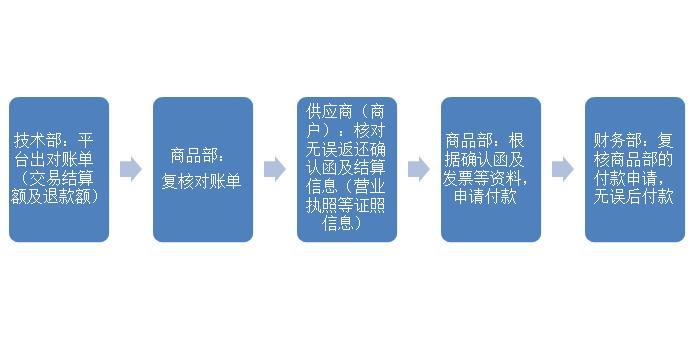 技术部：平
台出对账单
（交易结算
额及退款额）
商品部：
复核对账单
供应商（商
户）：核对
无误返还确
认函及结算
信息（营业
执照等证照
信息）
商品部：根
据确认函及
发票等资料，
申请付款
财务部：复
核商品部的
付款申请，
无误后付款